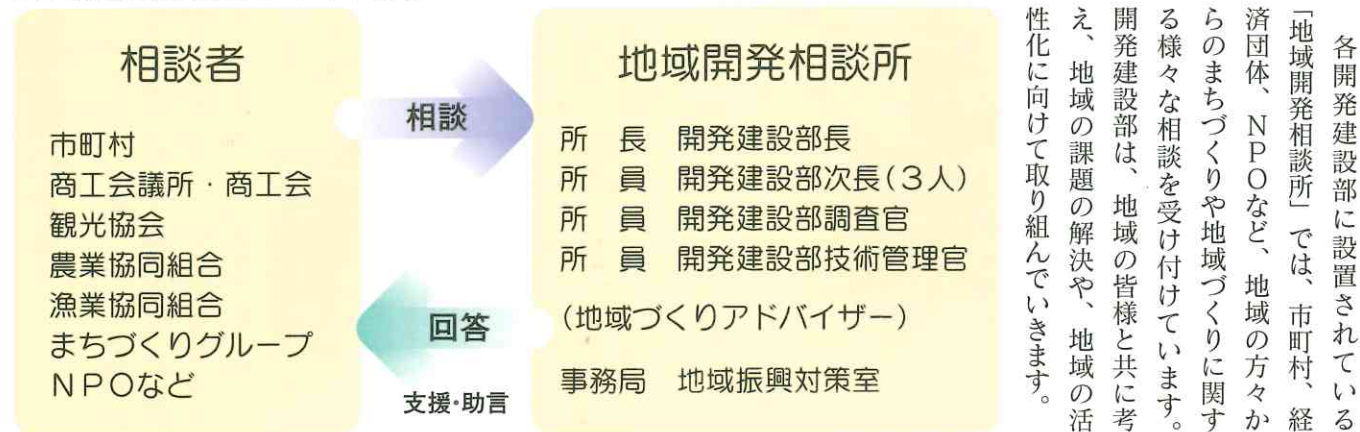 相談者
市町村
商工会議所・商工会
観光協会
農業協同組合
漁業協同組合
まちづくりグループ
NPOなど
相談
回答
支援・助言
地域開発相談所
所 長 開発建設部長
所 員 開発建設部次長(3人)
所 員 開発建設部調査官
所 員 開発建設部技術管理官
(地域づくりアドバイザー)
事務局 地域振興対策室
各開発建設部に設置されている
「地域開発相談所」では、市町村、経
済団体、NPOなど、地域の方々か
らのまちづくりや地域づくりに関す
る様々な相談を受け付けています。
開発建設部は、地域の皆様と共に考
え、地域の課題の解決や、地域の活
性化に向けて取り組んでいきます。